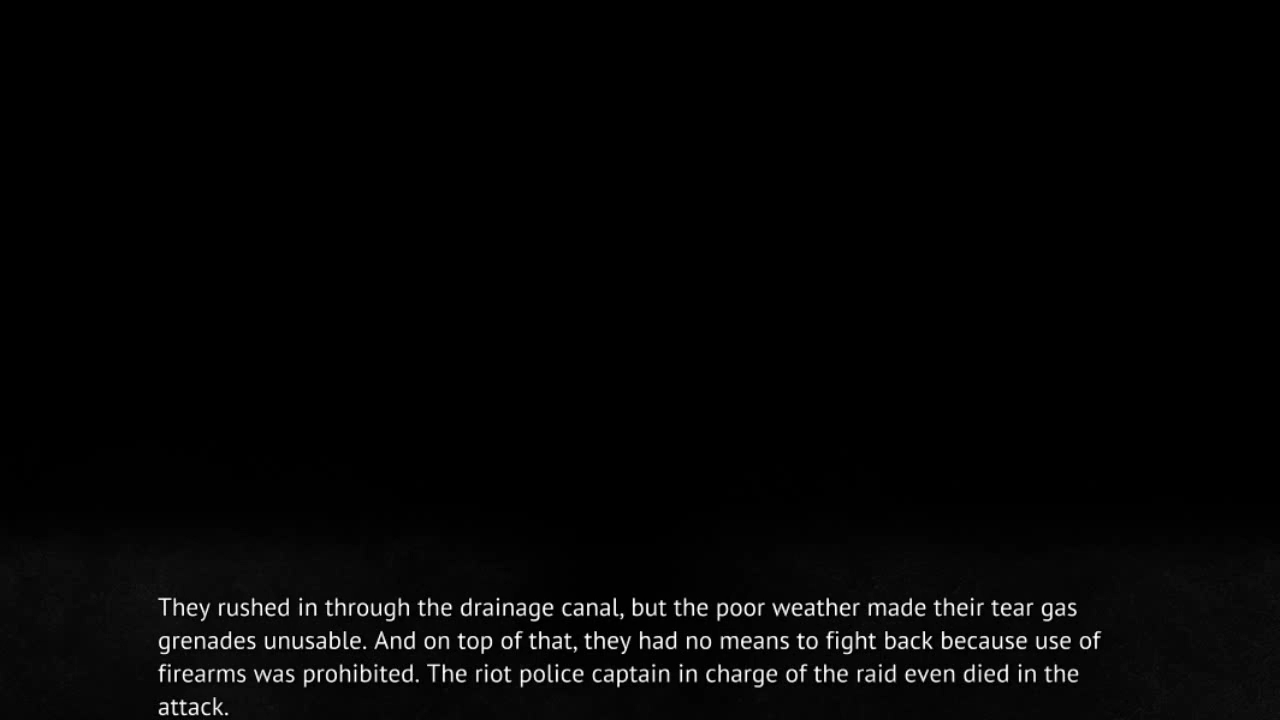 They rushed in through the drainage canal, but the poor weather made their tear gas
grenades unusable. And on top of that, they had no means to fight back because use of
firearms was prohibited. The riot police captain in charge of the raid even died in the
attack.